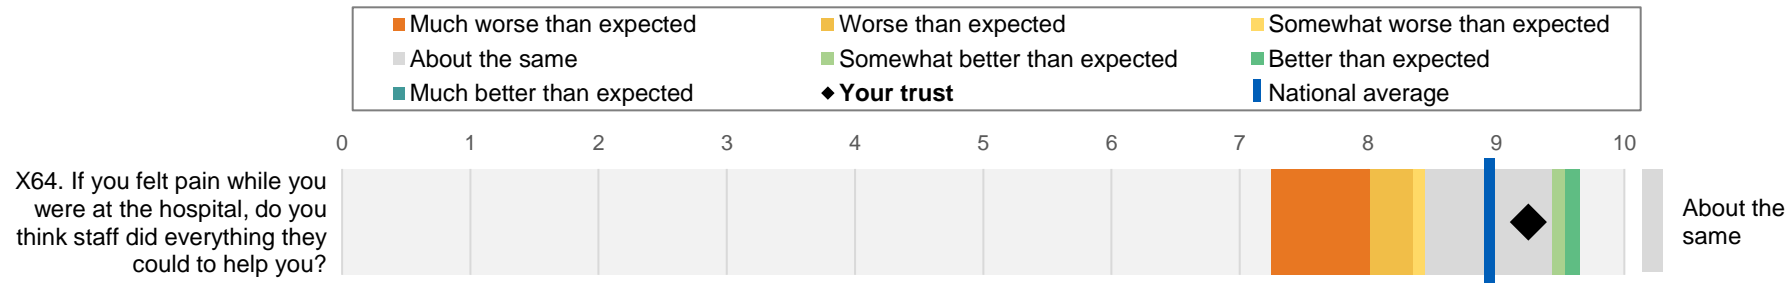 Much worse than expected
Worse than expected
Somewhat worse than expected
About the same
Somewhat better than expected
Better than expected
Much better than expected
Your trust
National average
0 1 2 3 4 5 6 7 8 9 10
X64. If you felt pain while you
were at the hospital, do you
think staff did everything they
could to help you?
About the
same